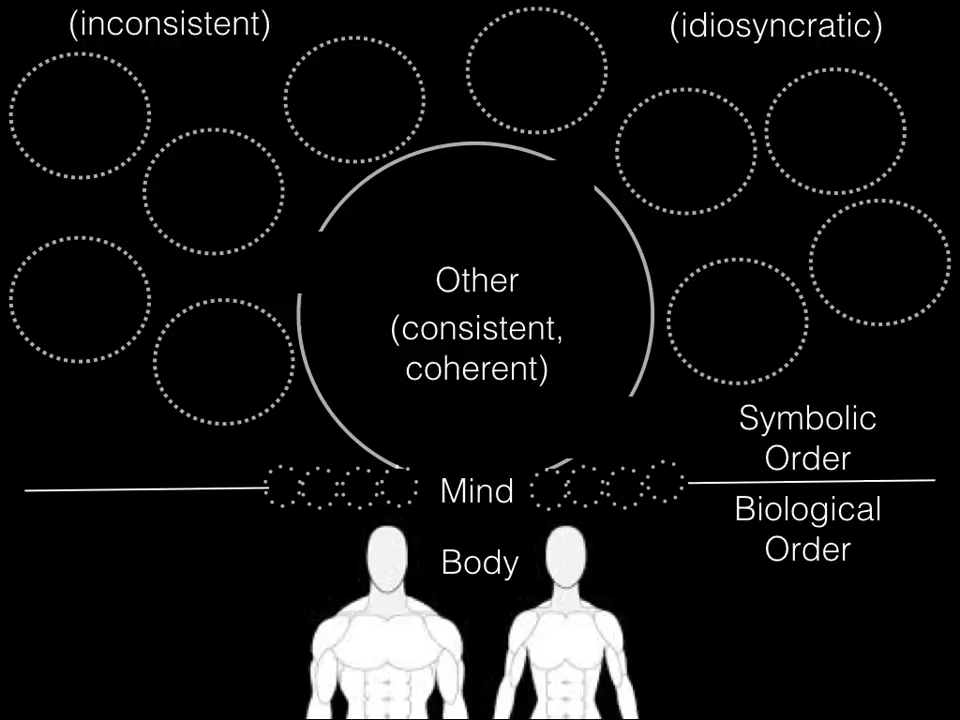 (inconsistent)
(idiosyncratic)
Other
(consistent,
coherent)
Symbolic
Order
Mind
Biological
Order
Body